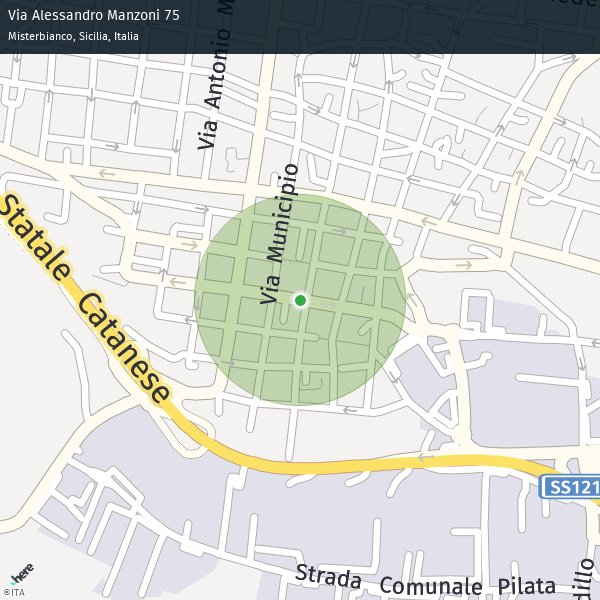 Via Alessandro Manzoni 75
Misterbianco, Sicilia, Italia
Via Antonio M
Via Municipio
Statale Catanese
SS121
Strada Comunale Pilata
dillo
here
©ITA